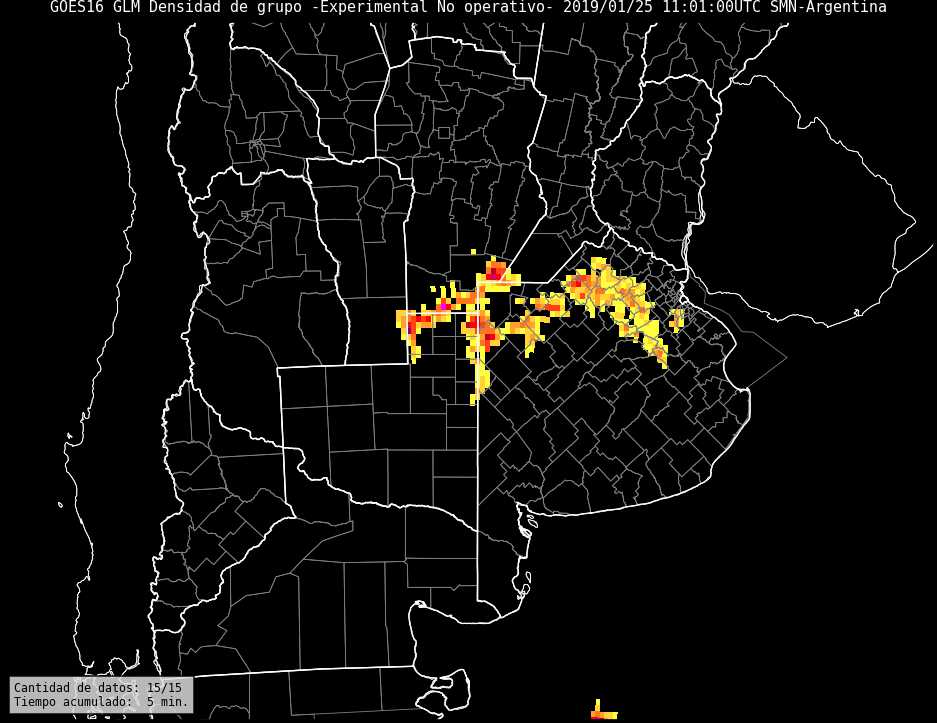 GOES16 GLM Densidad de grupo -Experimental No operativo- 2019/01/25 11:01:00UTC SMN-Argentina
Cantidad de datos: 15/15
Tiempo acumulado:  5 min.